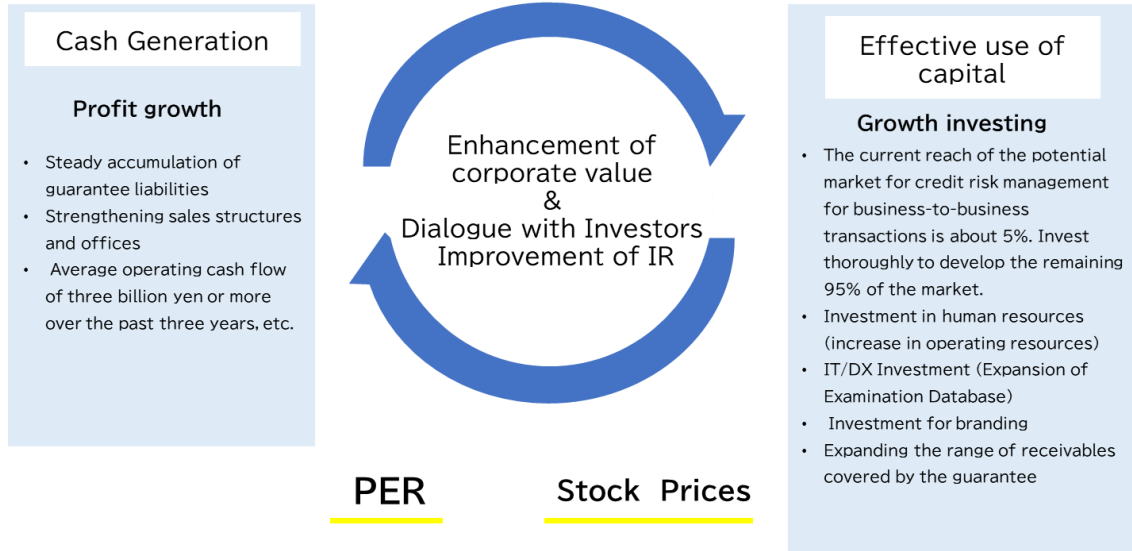 Cash Generation
Profit growth
• Steady accumulation of
guarantee liabilities
• Strengthening sales structures
and offices
• Average operating cash flow
of three billion yen or more
over the past three years, etc.
Enhancement of
corporate value
&
Dialogue with Investors
Improvement of IR
PER
Stock Prices
Effective use of
capital
Growth investing
• The current reach of the potential
market for credit risk management
for business-to-business
transactions is about 5%. Invest
thoroughly to develop the remaining
95% of the market.
• Investment in human resources
(increase in operating resources)
• IT/DX Investment (Expansion of
Examination Database)
• Investment for branding
• Expanding the range of receivables
covered by the guarantee